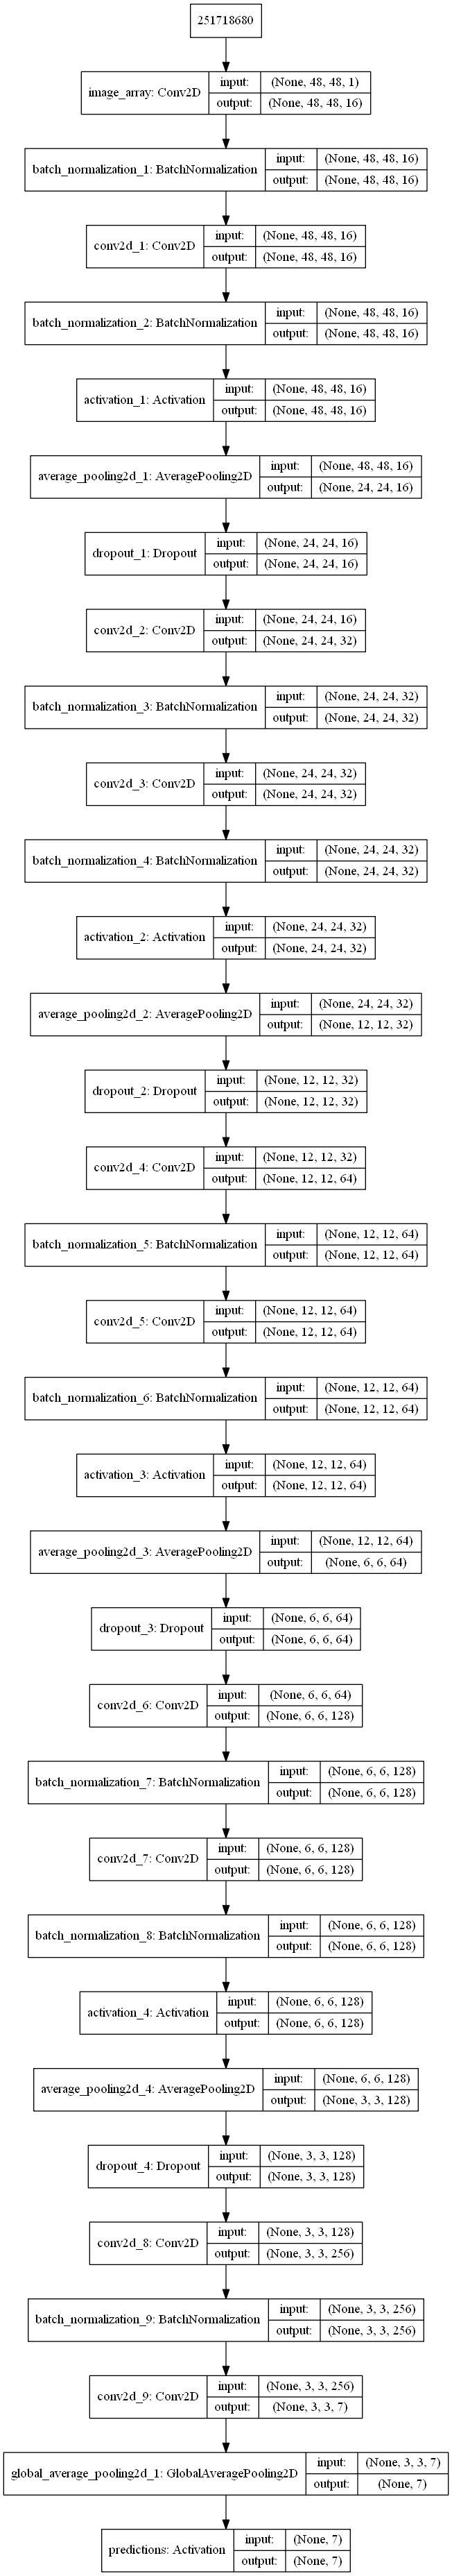 251718680
image_array: Conv2D input: (None, 48, 48, 1)
output: (None, 48, 48, 16)
batch_normalization_1: BatchNormalization input: (None, 48, 48, 16)
output: (None, 48, 48, 16)
conv2d_1: Conv2D input: (None, 48, 48, 16)
output: (None, 48, 48, 16)
batch_normalization_2: BatchNormalization input: (None, 48, 48, 16)
output: (None, 48, 48, 16)
activation_1: Activation input: (None, 48, 48, 16)
output: (None, 48, 48, 16)
average_pooling2d_1: AveragePooling2D input: (None, 48, 48, 16)
output: (None, 24, 24, 16)
dropout_1: Dropout input: (None, 24, 24, 16)
output: (None, 24, 24, 16)
conv2d_2: Conv2D input: (None, 24, 24, 16)
output: (None, 24, 24, 32)
batch_normalization_3: BatchNormalization input: (None, 24, 24, 32)
output: (None, 24, 24, 32)
conv2d_3: Conv2D input: (None, 24, 24, 32)
output: (None, 24, 24, 32)
batch_normalization_4: BatchNormalization input: (None, 24, 24, 32)
output: (None, 24, 24, 32)
activation_2: Activation input: (None, 24, 24, 32)
output: (None, 24, 24, 32)
average_pooling2d_2: AveragePooling2D input: (None, 24, 24, 32)
output: (None, 12, 12, 32)
dropout_2: Dropout input: (None, 12, 12, 32)
output: (None, 12, 12, 32)
conv2d_4: Conv2D input: (None, 12, 12, 32)
output: (None, 12, 12, 64)
batch_normalization_5: BatchNormalization input: (None, 12, 12, 64)
output: (None, 12, 12, 64)
conv2d_5: Conv2D input: (None, 12, 12, 64)
output: (None, 12, 12, 64)
batch_normalization_6: BatchNormalization input: (None, 12, 12, 64)
output: (None, 12, 12, 64)
activation_3: Activation input: (None, 12, 12, 64)
output: (None, 12, 12, 64)
average_pooling2d_3: AveragePooling2D input: (None, 12, 12, 64)
output: (None, 6, 6, 64)
dropout_3: Dropout input: (None, 6, 6, 64)
output: (None, 6, 6, 64)
conv2d_6: Conv2D input: (None, 6, 6, 64)
output: (None, 6, 6, 128)
batch_normalization_7: BatchNormalization input: (None, 6, 6, 128)
output: (None, 6, 6, 128)
conv2d_7: Conv2D input: (None, 6, 6, 128)
output: (None, 6, 6, 128)
batch_normalization_8: BatchNormalization input: (None, 6, 6, 128)
output: (None, 6, 6, 128)
activation_4: Activation input: (None, 6, 6, 128)
output: (None, 6, 6, 128)
average_pooling2d_4: AveragePooling2D input: (None, 6, 6, 128)
output: (None, 3, 3, 128)
dropout_4: Dropout input: (None, 3, 3, 128)
output: (None, 3, 3, 128)
conv2d_8: Conv2D input: (None, 3, 3, 128)
output: (None, 3, 3, 256)
batch_normalization_9: BatchNormalization input: (None, 3, 3, 256)
output: (None, 3, 3, 256)
conv2d_9: Conv2D input: (None, 3, 3, 256)
output: (None, 3, 3, 7)
global_average_pooling2d_1: GlobalAveragePooling2D input: (None, 3, 3, 7)
output: (None, 7)
predictions: Activation input: (None, 7)
output: (None, 7)